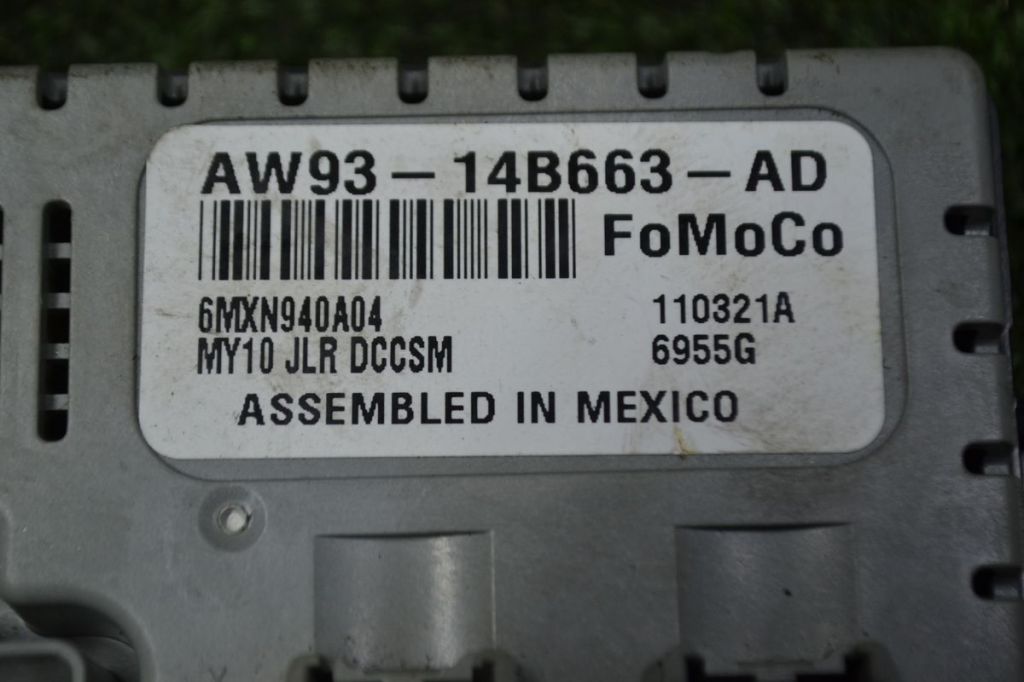 AW93-14B663-AD
FoMoCo
6MXN940A04 110321A
MY10 JLR DCCSM 6955G
ASSEMBLED IN MEXICO